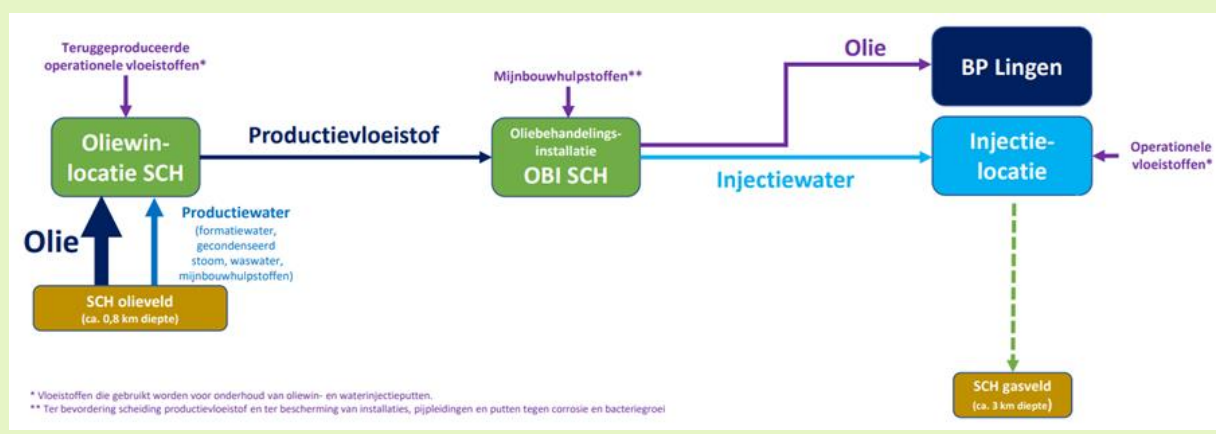 Teruggeproduceerde
operationele vloeistoffen*
Oliewin-
locatie SCH
Productievloeistof
Mijnbouwhulpstoffen**
Oliebehandelings-
installatie
OBI SCH
Olie
BP Lingen
Injectiewater
Injectie-
locatie
Operationele
vloeistoffen*
Olie
Productiewater
(formatiewater,
gecondenseerd
stoom, waswater,
mijnbouwhulpstoffen)
SCH olieveld
(ca. 0,8 km diepte)
SCH gasveld
(ca. 3 km diepte)
* Vloeistoffen die gebruikt worden voor onderhoud van oliewin- en waterinjectieputten.
** Ter bevordering scheiding productievloeistof en ter bescherming van installaties, pijpleidingen en putten tegen corrosie en bacteriegroei